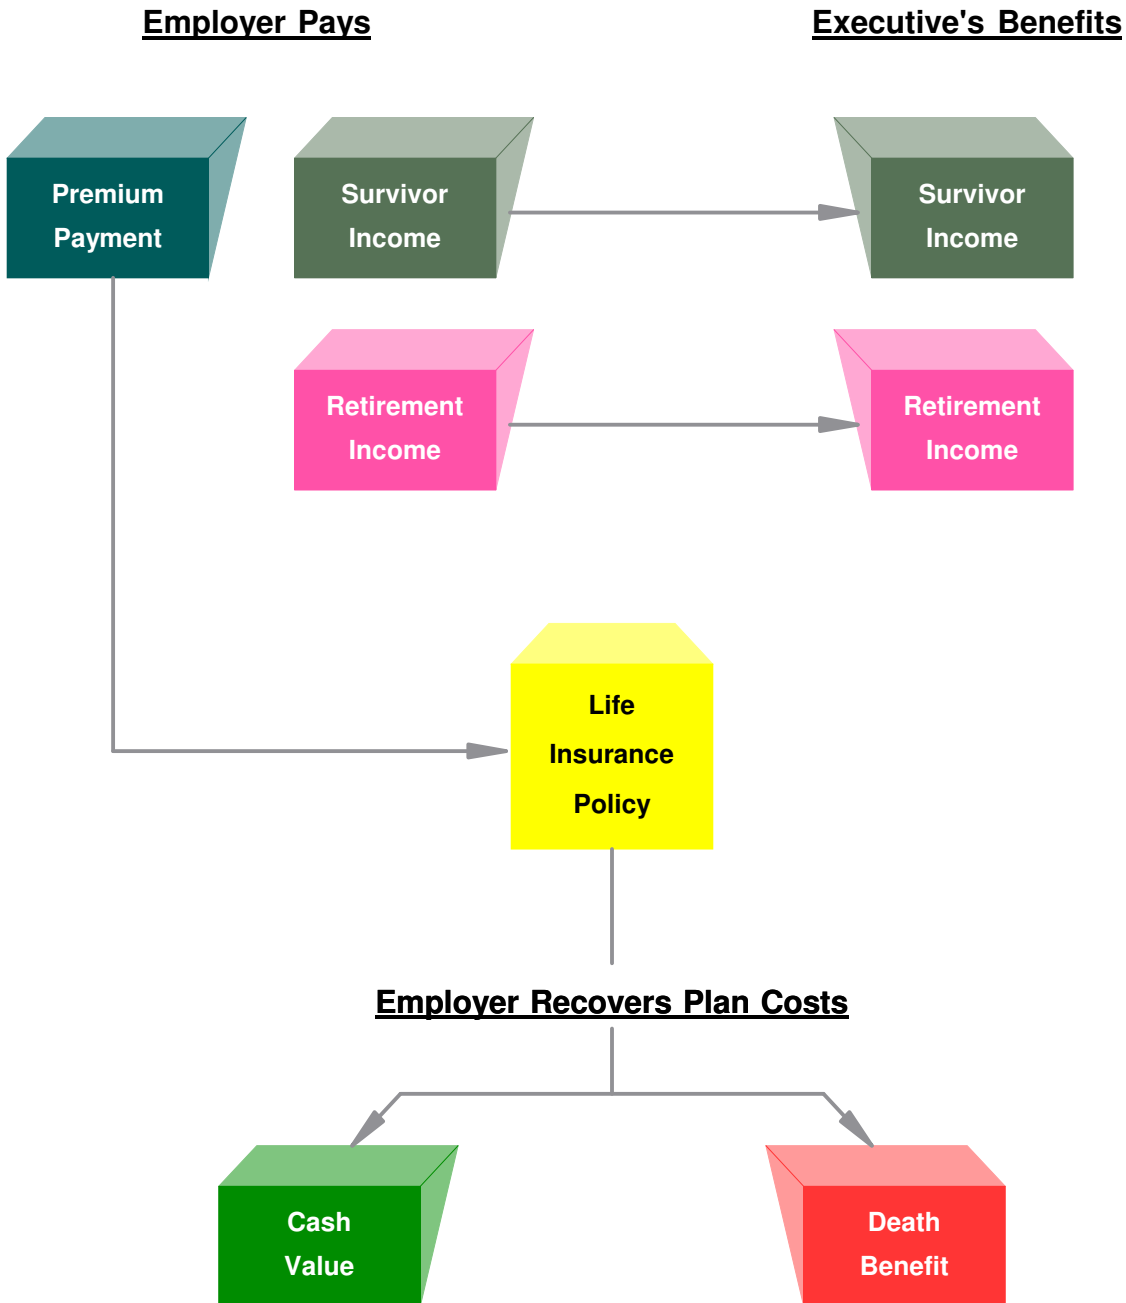 Employer Pays
Executive's Benefits
Premium
Payment
Survivor
Income
Survivor
Income
Retirement
Income
Retirement
Income
Life
Insurance
Policy
Employer Recovers Plan Costs
Cash
Value
Death
Benefit